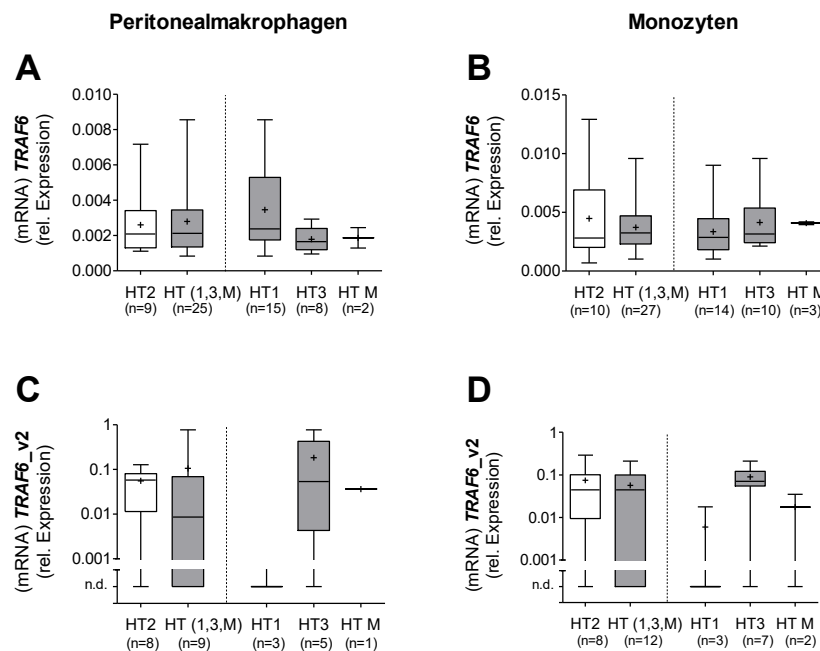 Peritonealmakrophagen
Monozyten
A
(mRNA) TRAF6
(rel. Expression)
0.010
0.008
0.006
0.004
0.002
0.000
HT2 HT (1,3,M) HT1 HT3 HT M
(n=9) (n=25) (n=15) (n=8) (n=2)
B
(mRNA) TRAF6
(rel. Expression)
0.015
0.010
0.005
0.000
HT2 HT (1,3,M) HT1 HT3 HT M
(n=10) (n=27) (n=14) (n=10) (n=3)
C
(mRNA) TRAF6_v2
(rel. Expression)
1
0.1
0.01
0.001
n.d.
HT2 HT (1,3,M) HT1 HT3 HT M
(n=8) (n=9) (n=3) (n=5) (n=1)
D
(mRNA) TRAF6_v2
(rel. Expression)
1
0.1
0.01
0.001
n.d.
HT2 HT (1,3,M) HT1 HT3 HT M
(n=8) (n=12) (n=3) (n=7) (n=2)